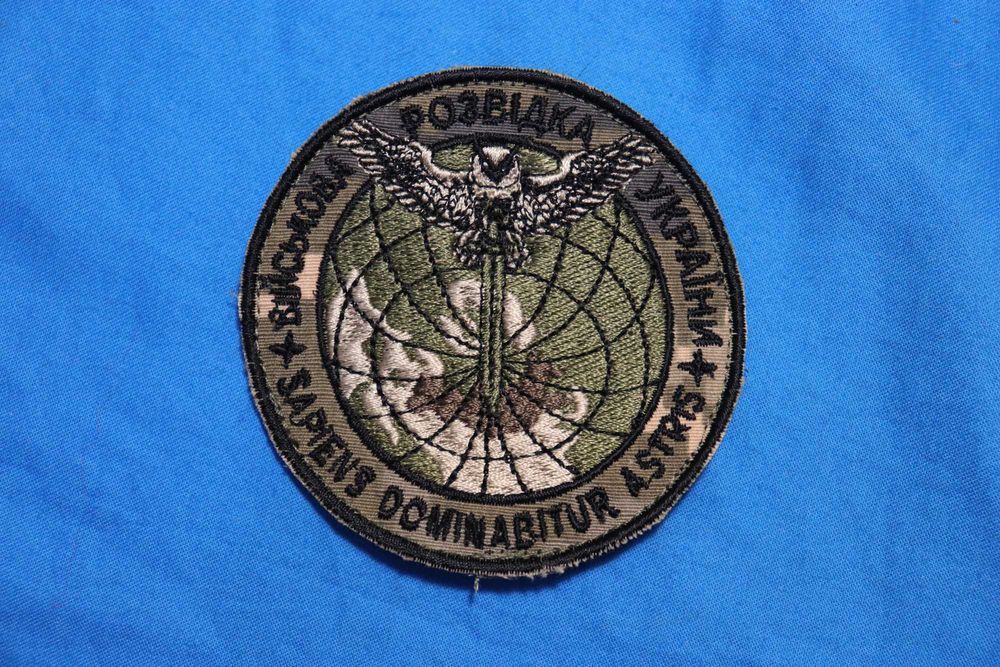 ВІЙСЬКОВА РОЗВІДКА УКРАЇНИ
SAPIENS DOMINABITUR ASTRIS